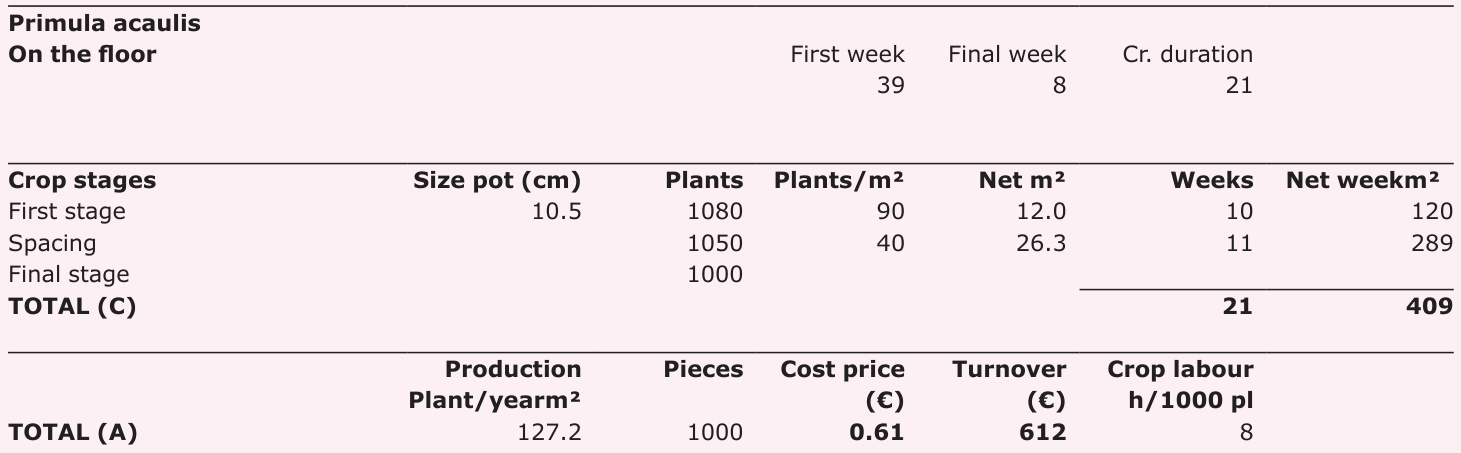 Primula acaulis
On the floor First week Final week Cr. duration
39 8 21
Crop stages Size pot (cm) Plants Plants/m² Net m² Weeks Net weekm²
First stage 10.5 1080 90 12.0 10 120
Spacing 1050 40 26.3 11 289
Final stage 1000
TOTAL (C) 21 409
Production Pieces Cost price Turnover Crop labour
Plant/yearm² (€) (€) h/1000 pl
TOTAL (A) 127.2 1000 0.61 612 8